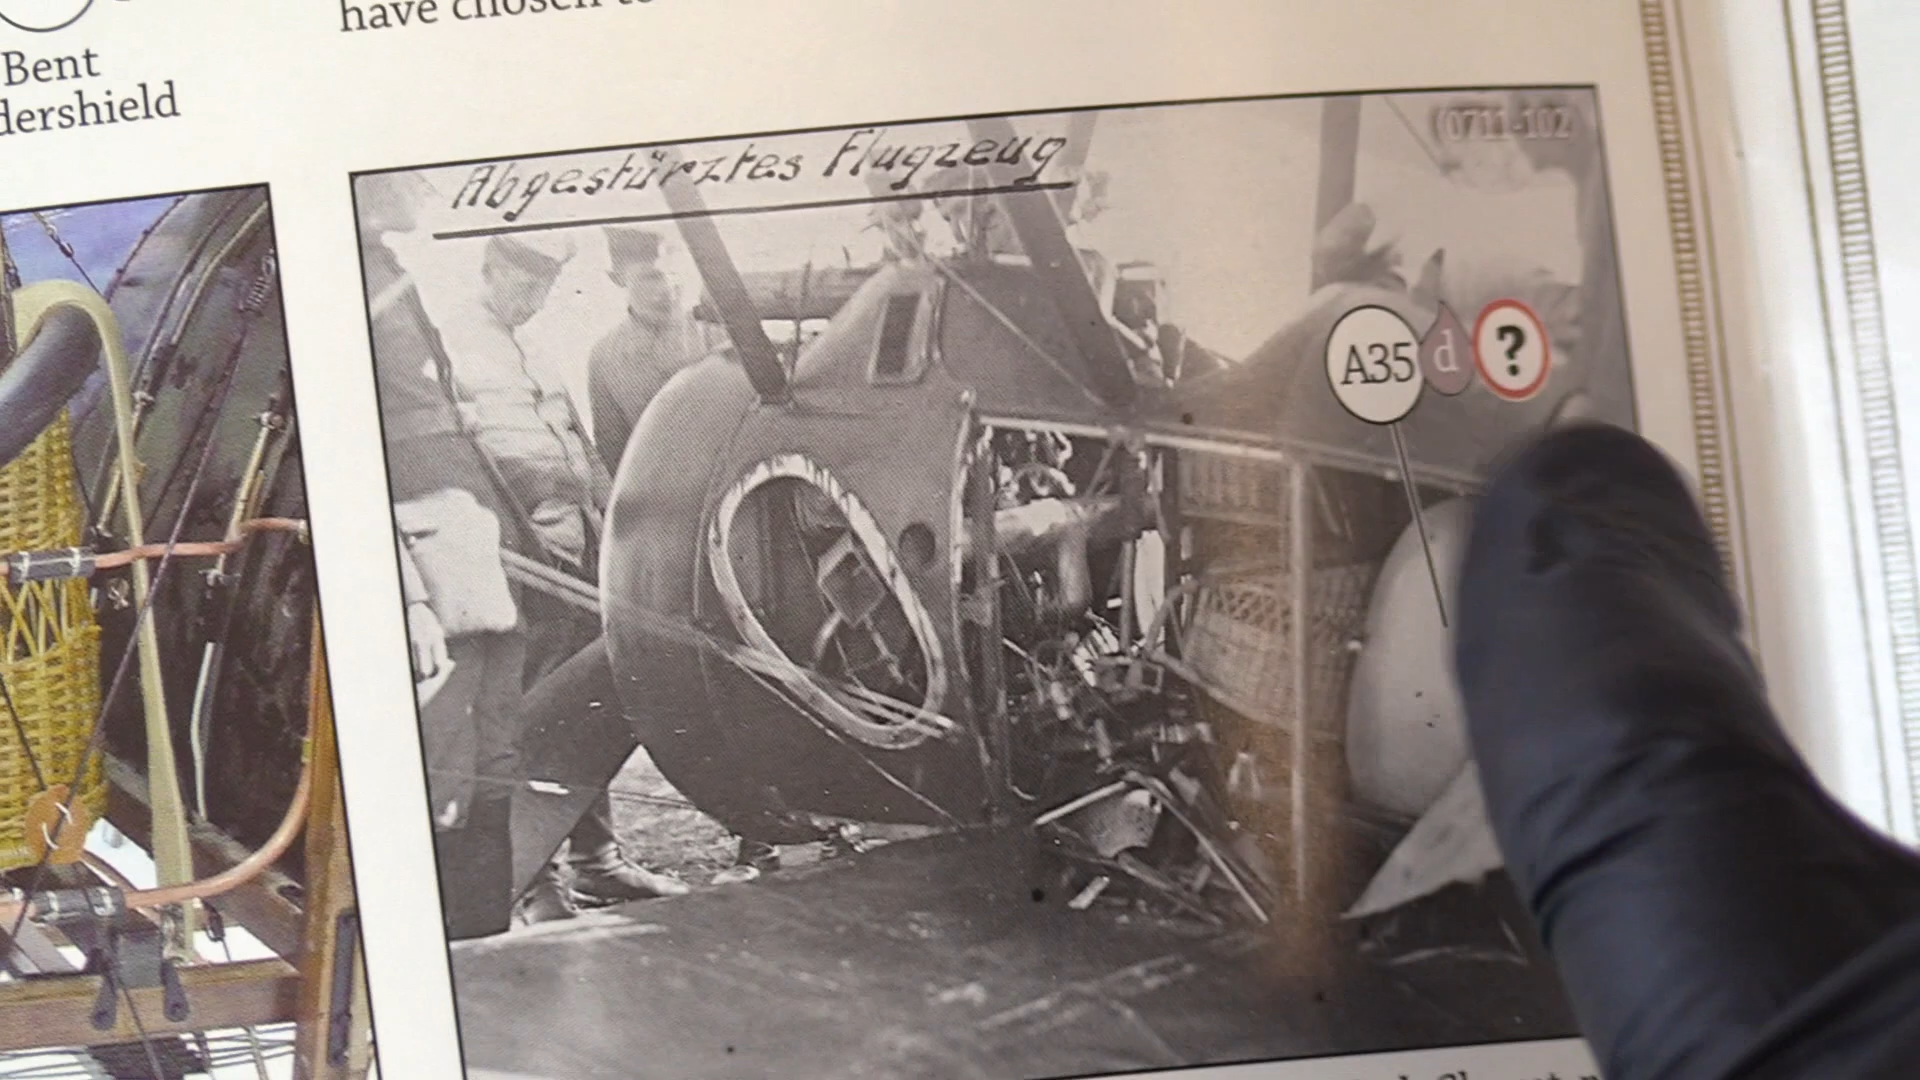 have chosen to
Bent
dershield
Abgestürztes Flugzeug
(0711-102)
A35 d ?